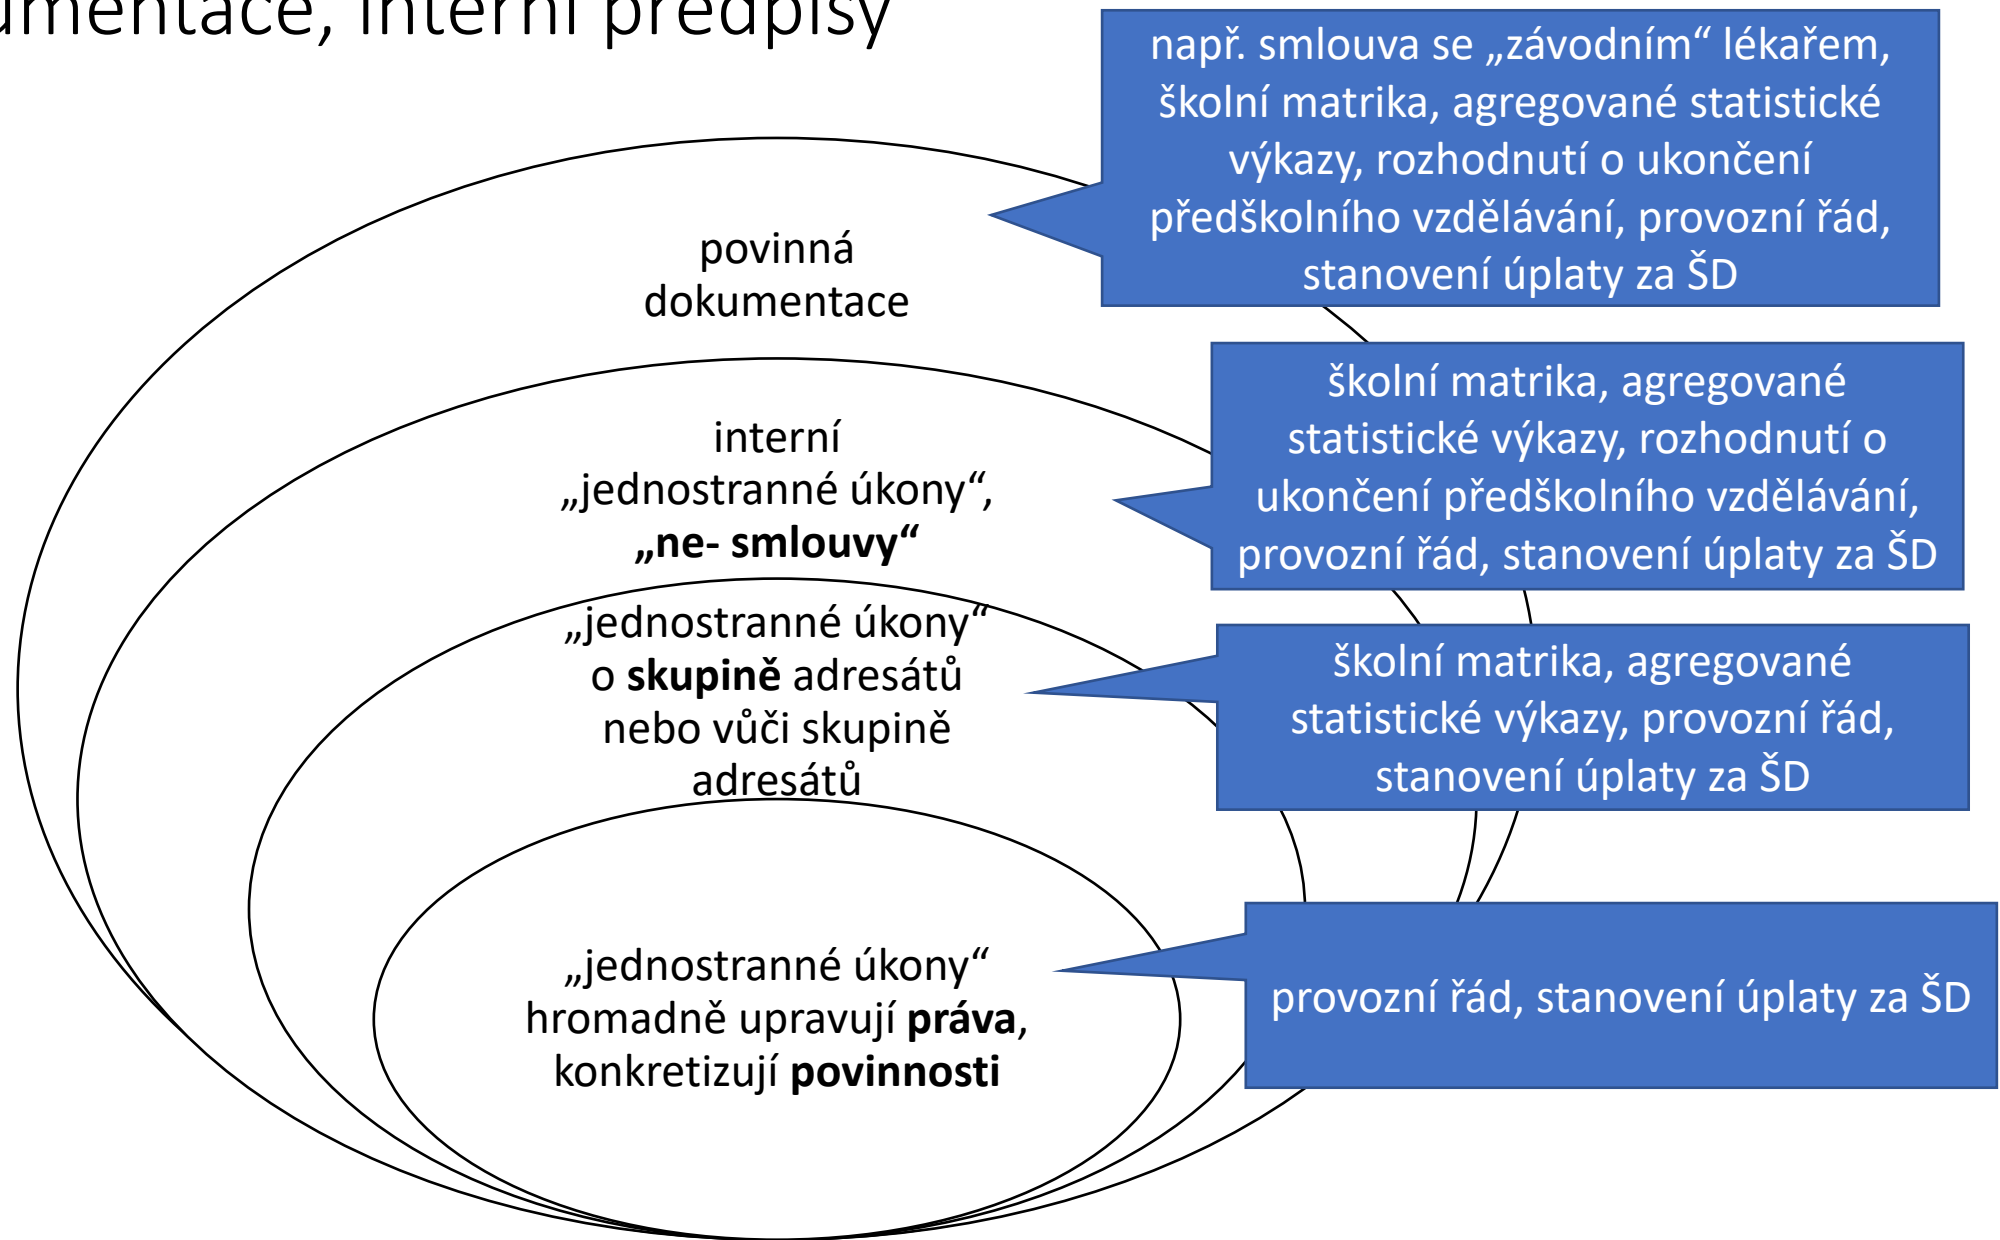 umentace, interní předpisy
např. smlouva se „závodním“ lékařem,
školní matrika, agregované statistické
výkazy, rozhodnutí o ukončení
předškolního vzdělávání, provozní řád,
stanovení úplaty za ŠD
povinná
dokumentace
školní matrika, agregované
statistické výkazy, rozhodnutí o
ukončení předškolního vzdělávání,
provozní řád, stanovení úplaty za ŠD
interní
„jednostranné úkony“,
„ne- smlouvy“
„jednostranné úkony“
o skupině adresátů
nebo vůči skupině
adresátů
školní matrika, agregované
statistické výkazy, provozní řád,
stanovení úplaty za ŠD
„jednostranné úkony“
hromadně upravují práva,
konkretizují povinnosti
provozní řád, stanovení úplaty za ŠD